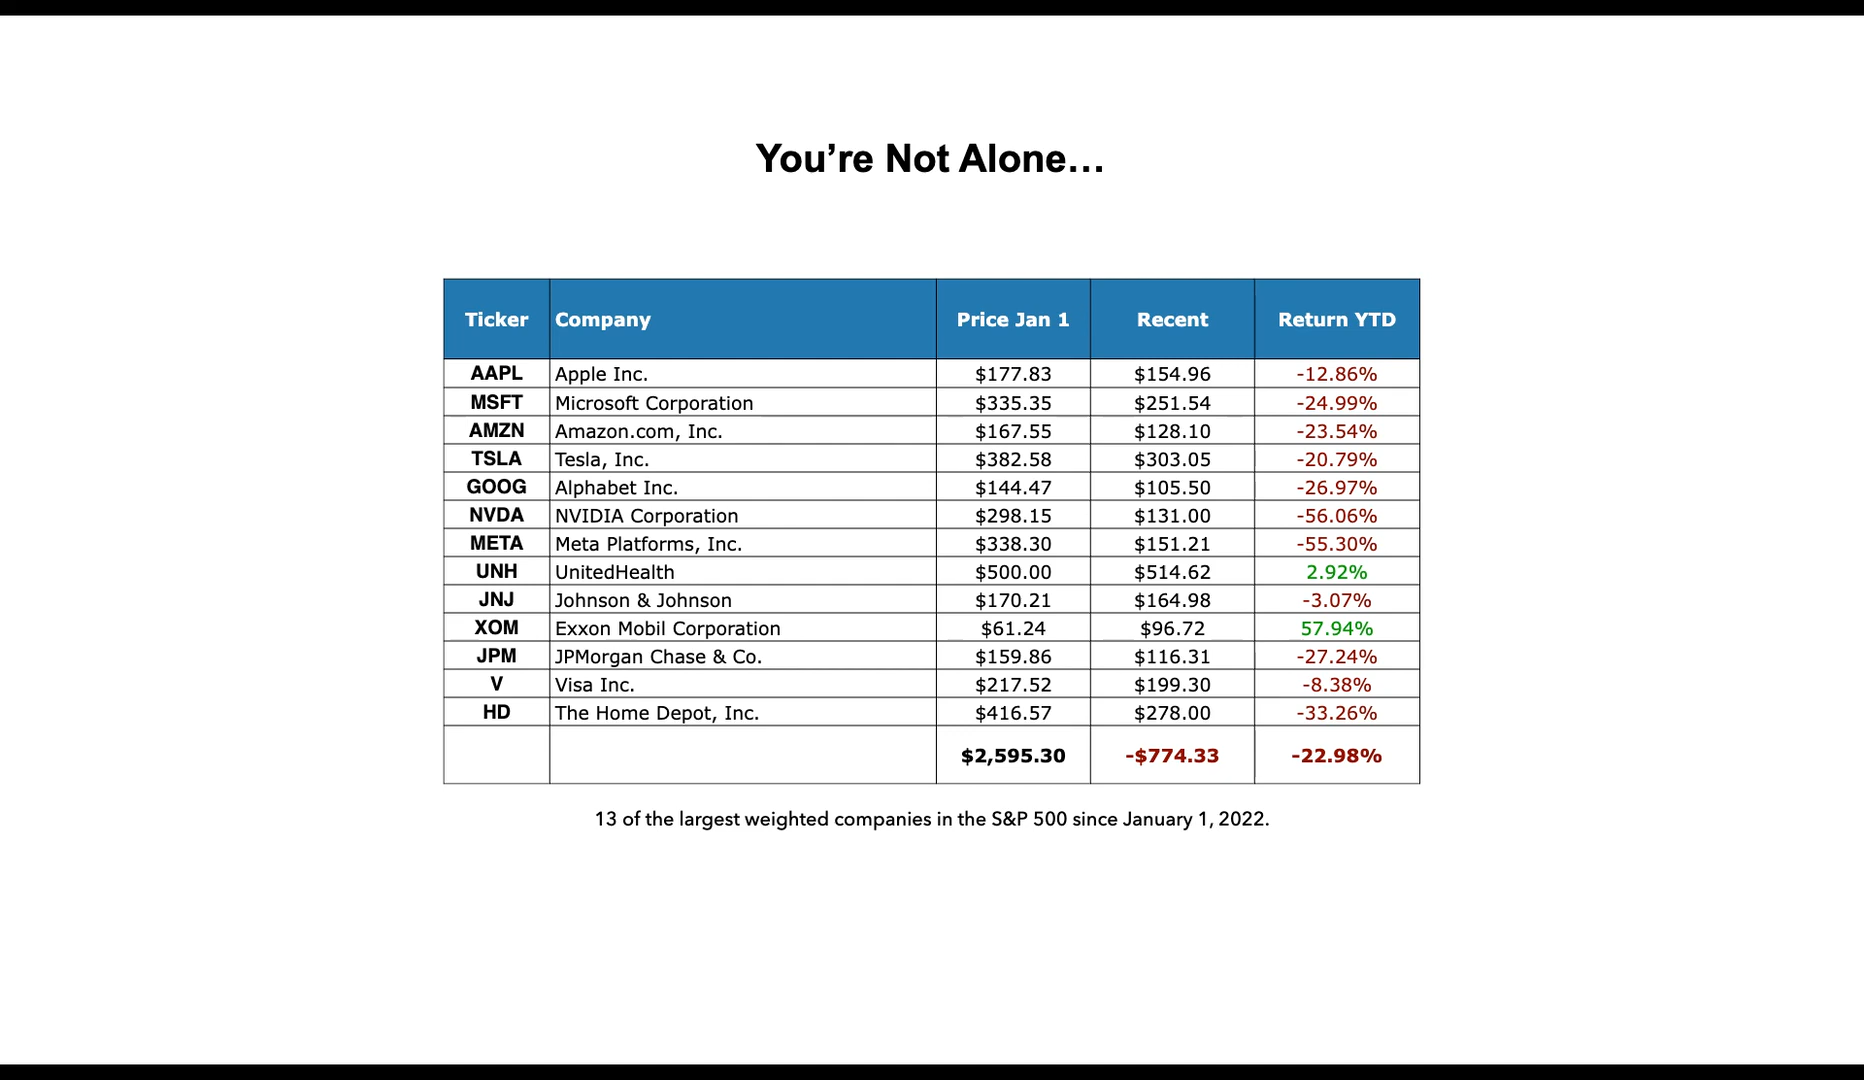 You’re Not Alone…
Ticker Company Price Jan 1 Recent Return YTD
AAPL Apple Inc. $177.83 $154.96 -12.86%
MSFT Microsoft Corporation $335.35 $251.54 -24.99%
AMZN Amazon.com, Inc. $167.55 $128.10 -23.54%
TSLA Tesla, Inc. $382.58 $303.05 -20.79%
GOOG Alphabet Inc. $144.47 $105.50 -26.97%
NVDA NVIDIA Corporation $298.15 $131.00 -56.06%
META Meta Platforms, Inc. $338.30 $151.21 -55.30%
UNH UnitedHealth $500.00 $514.62 2.92%
JNJ Johnson & Johnson $170.21 $164.98 -3.07%
XOM Exxon Mobil Corporation $61.24 $96.72 57.94%
JPM JPMorgan Chase & Co. $159.86 $116.31 -27.24%
V Visa Inc. $217.52 $199.30 -8.38%
HD The Home Depot, Inc. $416.57 $278.00 -33.26%
$2,595.30 -$774.33 -22.98%
13 of the largest weighted companies in the S&P 500 since January 1, 2022.